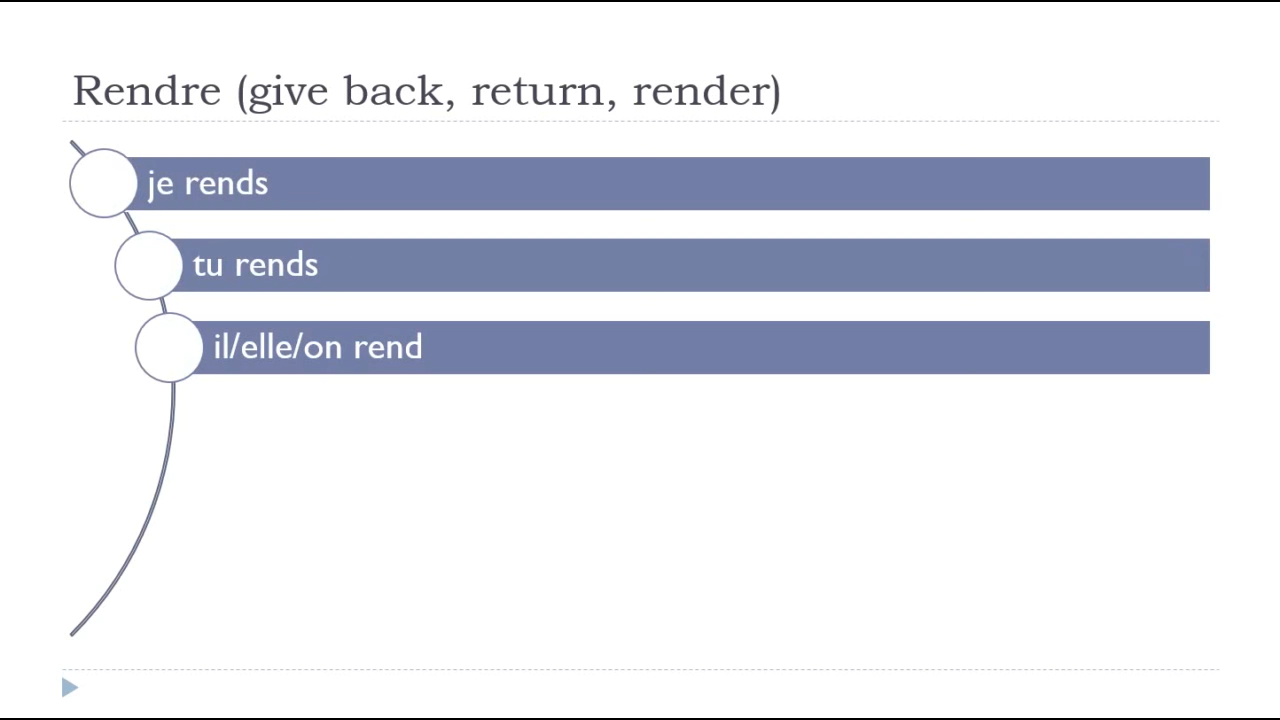 Rendre (give back, return, render)
je rends
tu rends
il/elle/on rend